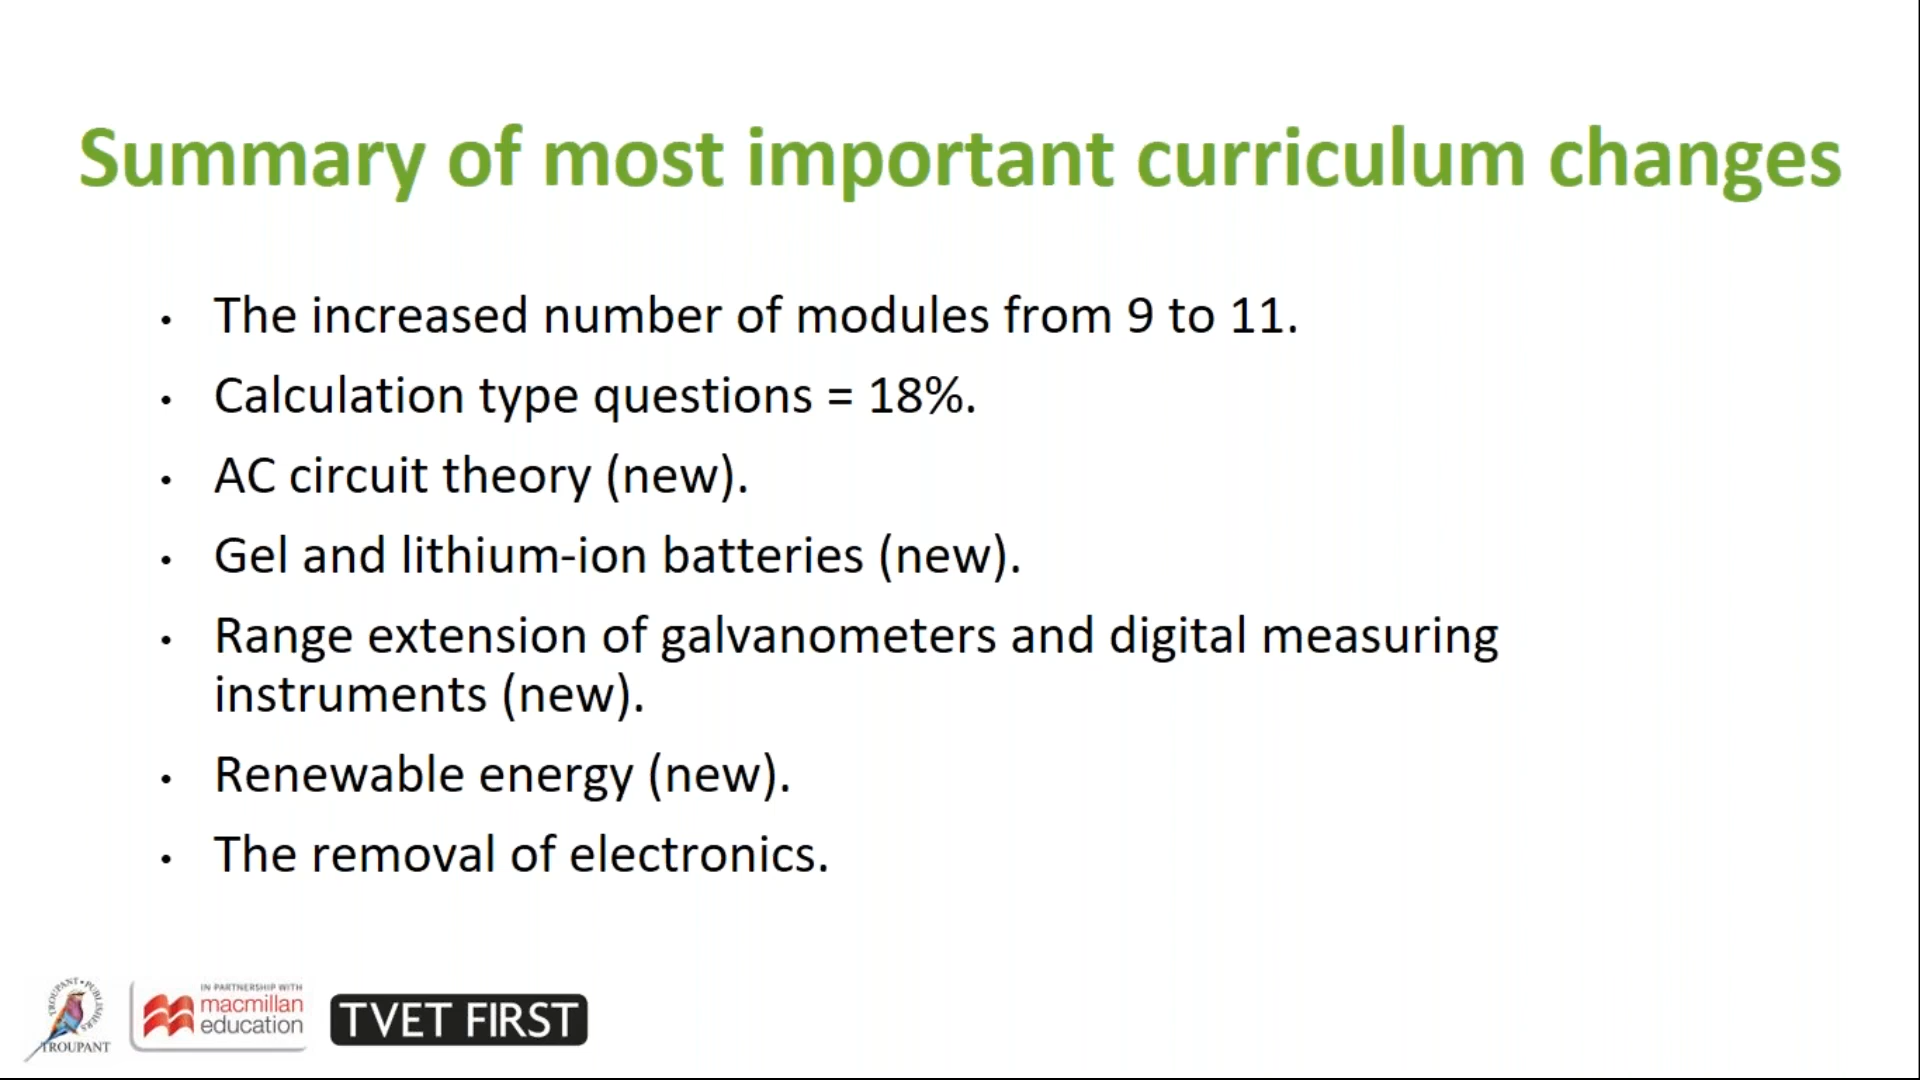 Summary of most important curriculum changes
• The increased number of modules from 9 to 11.
• Calculation type questions = 18%.
• AC circuit theory (new).
• Gel and lithium-ion batteries (new).
• Range extension of galvanometers and digital measuring
instruments (new).
• Renewable energy (new).
• The removal of electronics.
TROUPANT • PUBLISHERS
TROUPANT
IN PARTNERSHIP WITH
macmillan
education
TVET FIRST